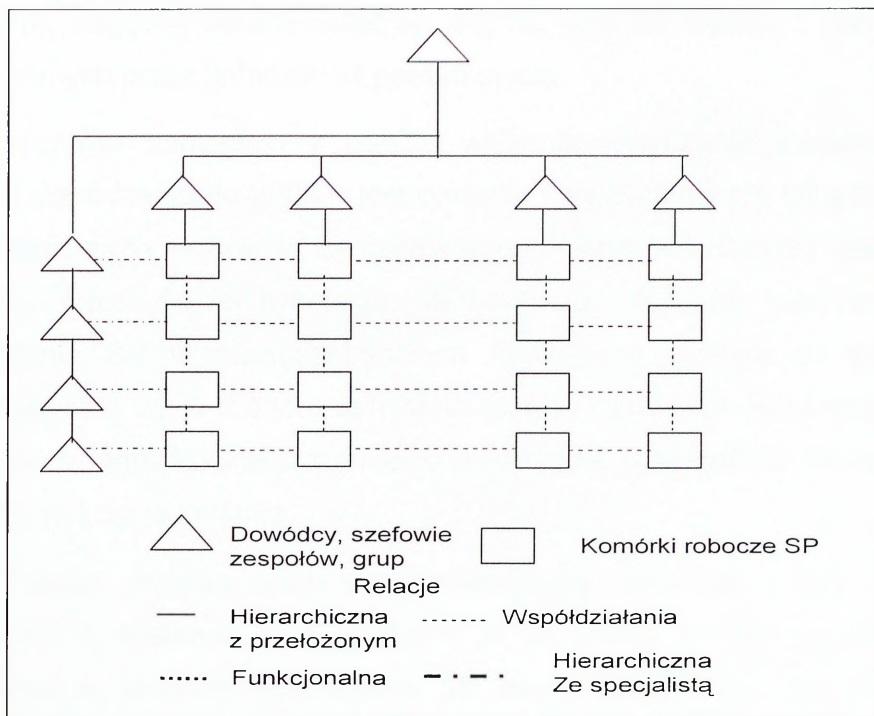 Dowódcy, szefowie
zespołów, grup
Komórki robocze SP
Relacje
Hierarchiczna
z przełożonym
Współdziałania
Funkcjonalna
Hierarchiczna
Ze specjalistą